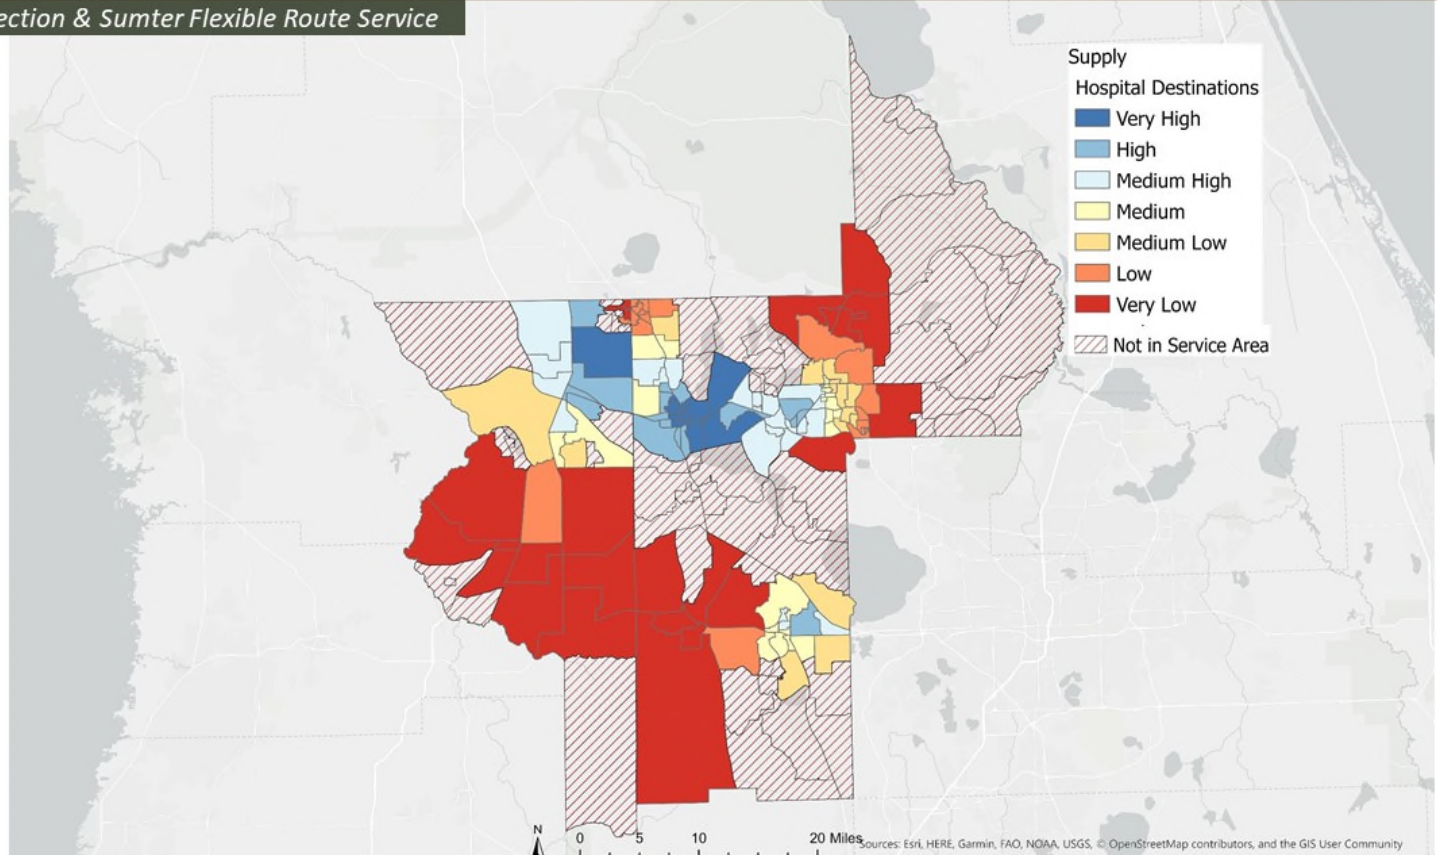 ection & Sumter Flexible Route Service
Supply
Hospital Destinations
Very High
High
Medium High
Medium
Medium Low
Low
Very Low
Not in Service Area
N
0 5 10 20 Miles
Sources: Esri, HERE, Garmin, FAO, NOAA, USGS, © OpenStreetMap contributors, and the GIS User Community